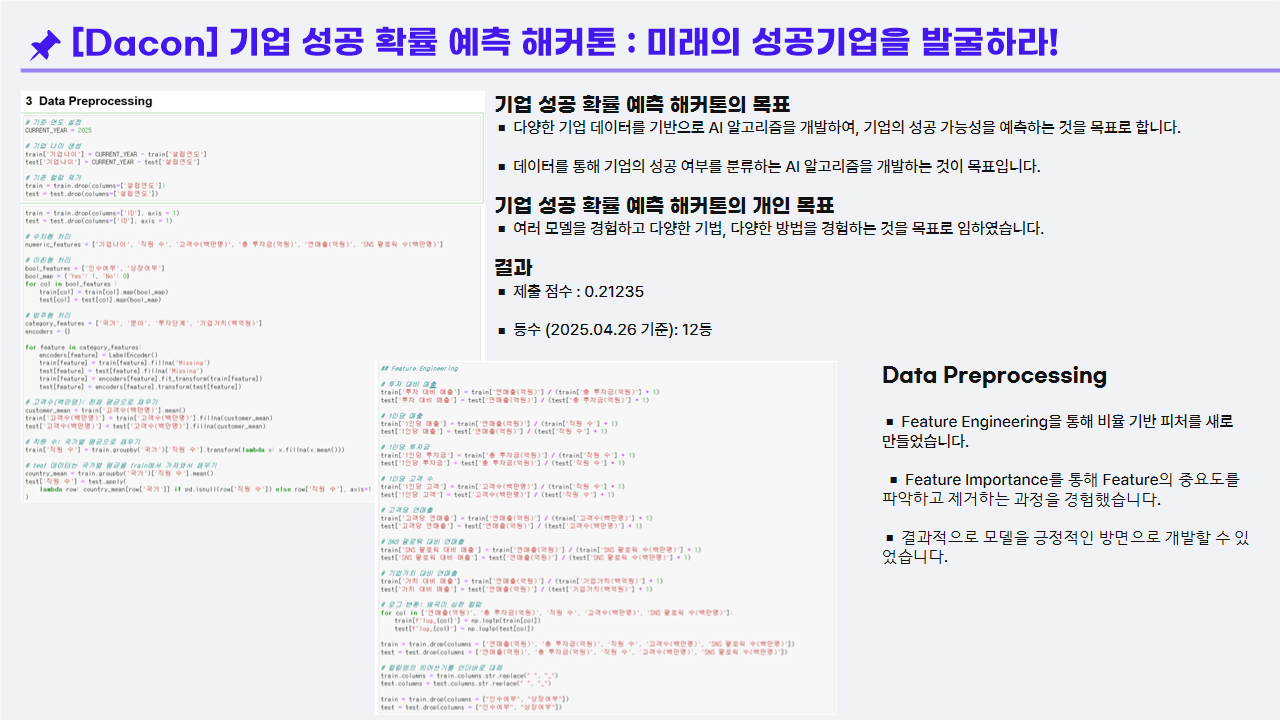 [Dacon] 기업 성공 확률 예측 해커톤 : 미래의 성공기업을 발굴하라!
3 Data Preprocessing
# 기준 연도 설정
CURRENT_YEAR = 2025
# 기업 나이 생성
train['기업나이'] = CURRENT_YEAR - train['설립연도']
test['기업나이'] = CURRENT_YEAR - test['설립연도']
# 기존 컬럼 제거
train = train.drop(columns=['설립연도'])
test = test.drop(columns=['설립연도'])
train = train.drop(columns=['ID'], axis = 1)
test = test.drop(columns=['ID'], axis = 1)
# 수치형 처리
numeric_features = ['기업나이', '직원 수', '고객수(백만명)', '총 투자금(억원)', '연매출(억원)', 'SNS 팔로워 수(백만명)']
# 이진형 처리
bool_features = ['인수여부', '상장여부']
bool_map = {'Yes': 1, 'No': 0}
for col in bool_features :
train[col] = train[col].map(bool_map)
test[col] = test[col].map(bool_map)
# 범주형 처리
category_features = ['국가', '분야', '투자단계', '기업가치(백억원)']
encoders = {}
for feature in category_features:
encoders[feature] = LabelEncoder()
train[feature] = train[feature].fillna('Missing')
test[feature] = test[feature].fillna('Missing')
train[feature] = encoders[feature].fit_transform(train[feature])
test[feature] = encoders[feature].transform(test[feature])
# 고객수(백만명): 전체 평균으로 채우기
customer_mean = train['고객수(백만명)'].mean()
train['고객수(백만명)'] = train['고객수(백만명)'].fillna(customer_mean)
test['고객수(백만명)'] = test['고객수(백만명)'].fillna(customer_mean)
# 직원 수: 국가별 평균으로 채우기
train['직원 수'] = train.groupby('국가')['직원 수'].transform(lambda x: x.fillna(x.mean()))
# test 데이터는 국가별 평균을 train에서 가져와서 채우기
country_mean = train.groupby('국가')['직원 수'].mean()
test['직원 수'] = test.apply(
lambda row: country_mean[row['국가']] if pd.isnull(row['직원 수']) else row['직원 수'], axis=1
)
기업 성공 확률 예측 해커톤의 목표
▪ 다양한 기업 데이터를 기반으로 AI 알고리즘을 개발하여, 기업의 성공 가능성을 예측하는 것을 목표로 합니다.
▪ 데이터를 통해 기업의 성공 여부를 분류하는 AI 알고리즘을 개발하는 것이 목표입니다.
기업 성공 확률 예측 해커톤의 개인 목표
▪ 여러 모델을 경험하고 다양한 기법, 다양한 방법을 경험하는 것을 목표로 임하였습니다.
결과
▪ 제출 점수 : 0.21235
▪ 등수 (2025.04.26 기준): 12등
## Feature Engineering
# 투자 대비 매출
train['투자 대비 매출'] = train['연매출(억원)'] / (train['총 투자금(억원)'] + 1)
test['투자 대비 매출'] = test['연매출(억원)'] / (test['총 투자금(억원)'] + 1)
# 1인당 매출
train['1인당 매출'] = train['연매출(억원)'] / (train['직원 수'] + 1)
test['1인당 매출'] = test['연매출(억원)'] / (test['직원 수'] + 1)
# 1인당 투자금
train['1인당 투자금'] = train['총 투자금(억원)'] / (train['직원 수'] + 1)
test['1인당 투자금'] = test['총 투자금(억원)'] / (test['직원 수'] + 1)
# 1인당 고객 수
train['1인당 고객'] = train['고객수(백만명)'] / (train['직원 수'] + 1)
test['1인당 고객'] = test['고객수(백만명)'] / (test['직원 수'] + 1)
# 고객당 연매출
train['고객당 연매출'] = train['연매출(억원)'] / (train['고객수(백만명)'] + 1)
test['고객당 연매출'] = test['연매출(억원)'] / (test['고객수(백만명)'] + 1)
# SNS 팔로워 대비 연매출
train['SNS 팔로워 대비 매출'] = train['연매출(억원)'] / (train['SNS 팔로워 수(백만명)'] + 1)
test['SNS 팔로워 대비 매출'] = test['연매출(억원)'] / (test['SNS 팔로워 수(백만명)'] + 1)
# 기업가치 대비 연매출
train['가치 대비 매출'] = train['연매출(억원)'] / (train['기업가치(백억원)'] + 1)
test['가치 대비 매출'] = test['연매출(억원)'] / (test['기업가치(백억원)'] + 1)
# 로그 변환: 왜곡이 심한 컬럼
for col in ['연매출(억원)', '총 투자금(억원)', '직원 수', '고객수(백만명)', 'SNS 팔로워 수(백만명)']:
train[f'log_{col}'] = np.log1p(train[col])
test[f'log_{col}'] = np.log1p(test[col])
train = train.drop(columns = ['연매출(억원)', '총 투자금(억원)', '직원 수', '고객수(백만명)', 'SNS 팔로워 수(백만명)'])
test = test.drop(columns = ['연매출(억원)', '총 투자금(억원)', '직원 수', '고객수(백만명)', 'SNS 팔로워 수(백만명)'])
# 컬럼명의 띄어쓰기를 언더바로 대체
train.columns = train.columns.str.replace(" ", "_")
test.columns = test.columns.str.replace(" ", "_")
train = train.drop(columns = ["인수여부", "상장여부"])
test = test.drop(columns = ["인수여부", "상장여부"])
Data Preprocessing
▪ Feature Engineering을 통해 비율 기반 피처를 새로
만들었습니다.
▪ Feature Importance를 통해 Feature의 중요도를
파악하고 제거하는 과정을 경험했습니다.
▪ 결과적으로 모델을 긍정적인 방면으로 개발할 수 있
었습니다.